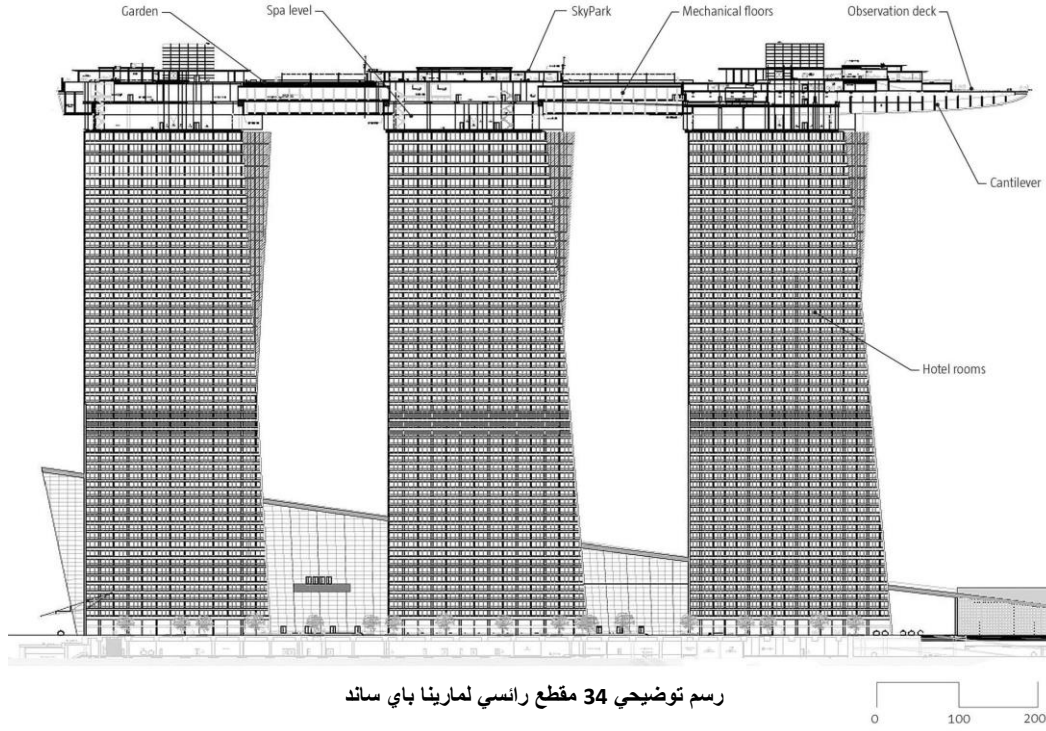 Garden
Spa level
SkyPark
Mechanical floors
Observation deck
Cantilever
Hotel rooms
رسم توضيحي 34 مقطع رائسي لمارينا باي ساند
0 100 200